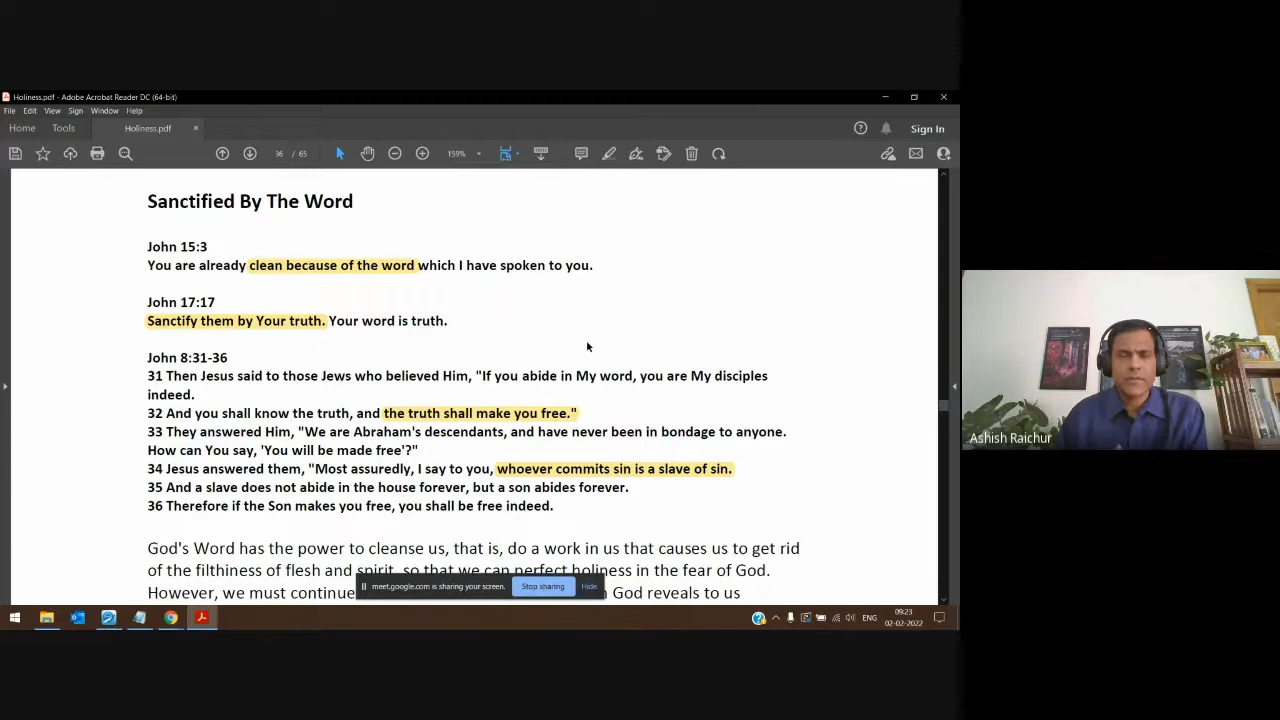 Holiness.pdf - Adobe Acrobat Reader DC (64-bit)
File Edit View Sign Window Help
Home Tools Holiness.pdf × Sign In
36 / 65 159%
Sanctified By The Word
John 15:3
You are already clean because of the word which I have spoken to you.
John 17:17
Sanctify them by Your truth. Your word is truth.
John 8:31-36
31 Then Jesus said to those Jews who believed Him, "If you abide in My word, you are My disciples
indeed.
32 And you shall know the truth, and the truth shall make you free."
33 They answered Him, "We are Abraham's descendants, and have never been in bondage to anyone.
How can You say, 'You will be made free'?"
34 Jesus answered them, "Most assuredly, I say to you, whoever commits sin is a slave of sin.
35 And a slave does not abide in the house forever, but a son abides forever.
36 Therefore if the Son makes you free, you shall be free indeed.
God's Word has the power to cleanse us, that is, do a work in us that causes us to get rid
of the filthiness of flesh and spirit, so that we can perfect holiness in the fear of God.
However, we must continue God reveals to us
meet.google.com is sharing your screen. Stop sharing Hide
ENG 09:23
02-02-2022
Ashish Raichur